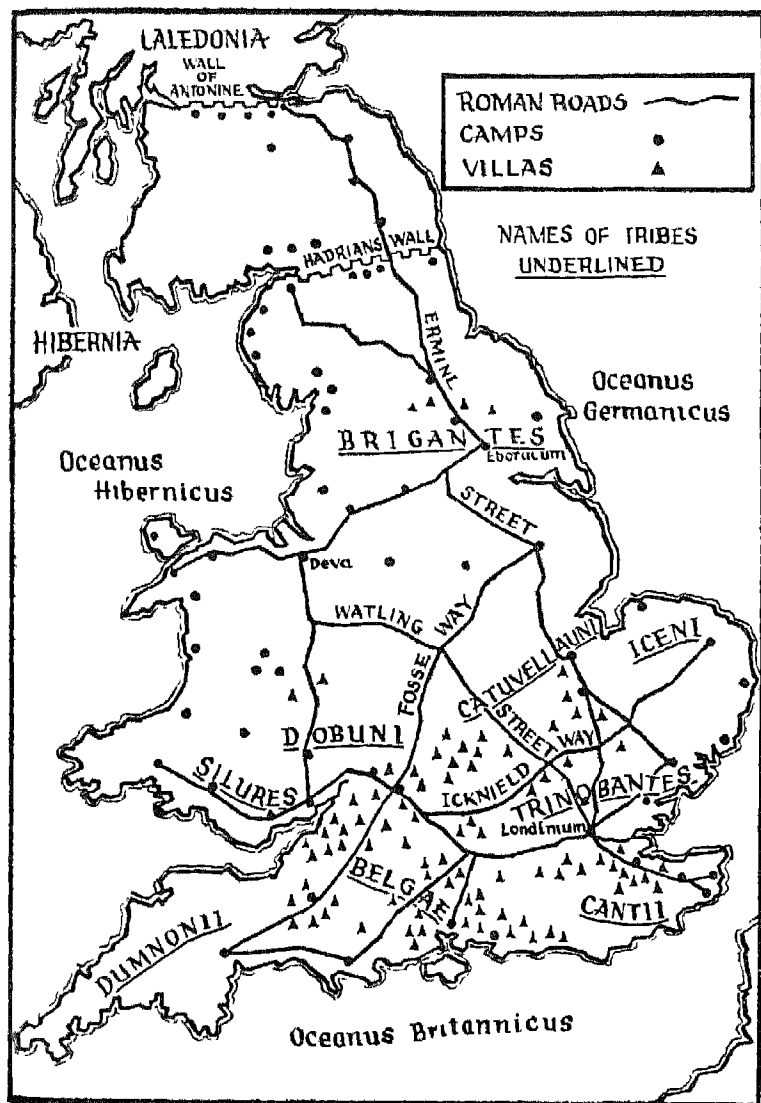 LALEDONIA
WALL
OF
ANTONINE
ROMAN ROADS
CAMPS
VILLAS
NAMES OF TRIBES
UNDERLINED
HADRIANS WALL
HIBERNIA
ERMINE
Oceanus
Germanicus
BRIGANTES
Eboracum
Oceanus
Hibernicus
STREET
Deva
WATLING
WAY
FOSSE
CATUVELLAUNI
ICENI
STREET
DOBUNI
WAY
ICKNIELD
SILURES
TRINOBANTES
Londinium
BELGAE
CANTII
DUMNONII
Oceanus Britannicus